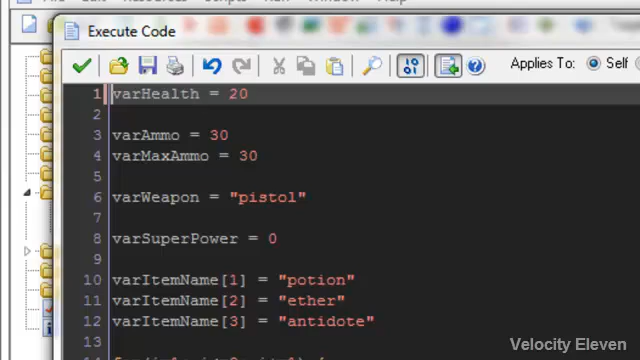 Execute Code
Applies To: Self
1 varHealth = 20
2
3 varAmmo = 30
4 varMaxAmmo = 30
5
6 varWeapon = "pistol"
7
8 varSuperPower = 0
9
10 varItemName[1] = "potion"
11 varItemName[2] = "ether"
12 varItemName[3] = "antidote"
13
Velocity Eleven